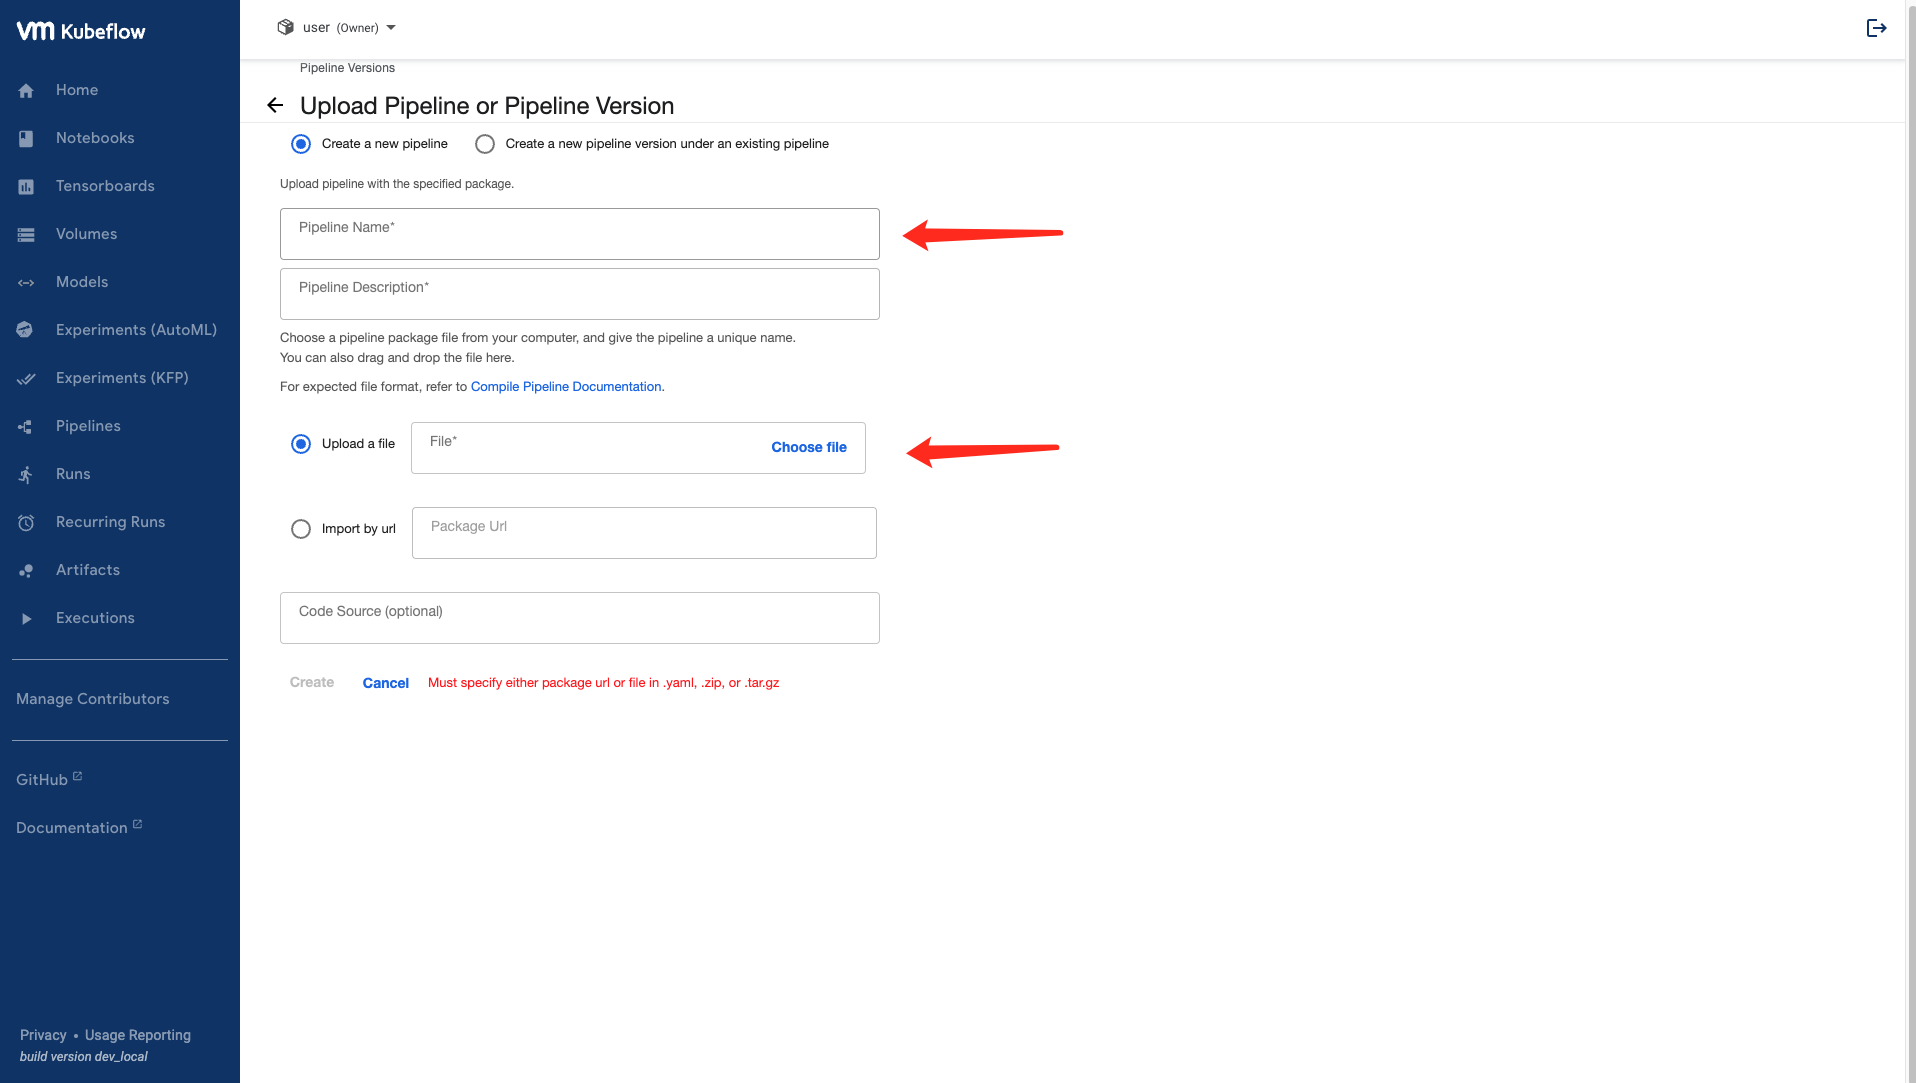 vm Kubeflow
Home
Notebooks
Tensorboards
Volumes
Models
Experiments (AutoML)
Experiments (KFP)
Pipelines
Runs
Recurring Runs
Artifacts
Executions
Manage Contributors
GitHub
Documentation
Privacy • Usage Reporting
build version dev_local
user (Owner)
Pipeline Versions
Upload Pipeline or Pipeline Version
Create a new pipeline Create a new pipeline version under an existing pipeline
Upload pipeline with the specified package.
Pipeline Name*
Pipeline Description*
Choose a pipeline package file from your computer, and give the pipeline a unique name.
You can also drag and drop the file here.
For expected file format, refer to Compile Pipeline Documentation.
Upload a file File* Choose file
Import by url Package Url
Code Source (optional)
Create Cancel Must specify either package url or file in .yaml, .zip, or .tar.gz